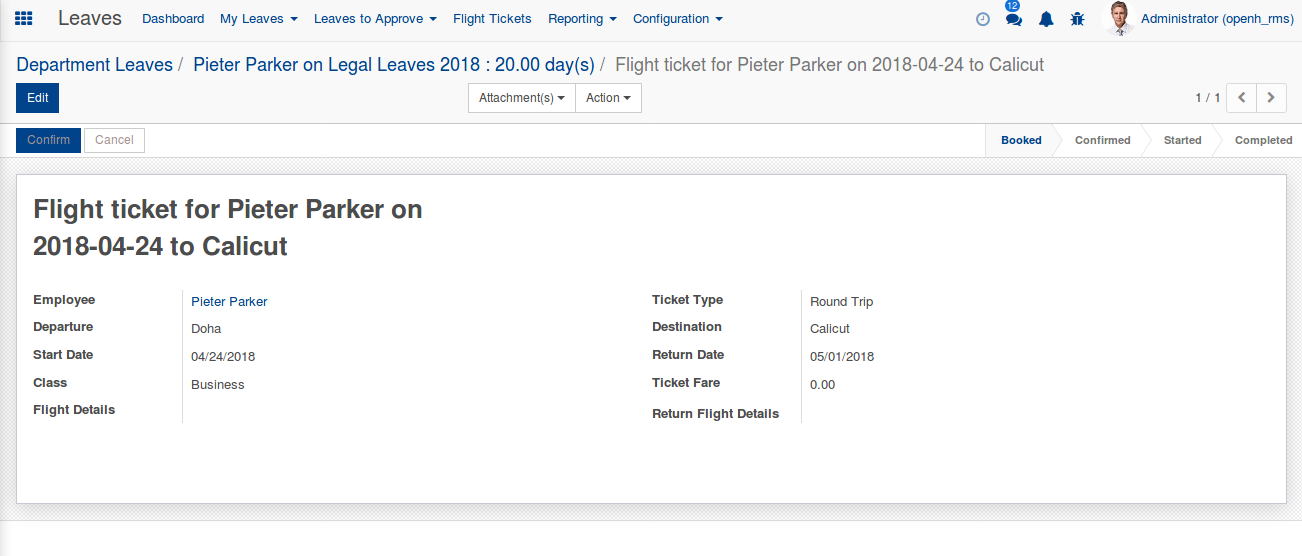 Leaves Dashboard My Leaves Leaves to Approve Flight Tickets Reporting Configuration 12 Administrator (openh_rms)
Department Leaves / Pieter Parker on Legal Leaves 2018 : 20.00 day(s) / Flight ticket for Pieter Parker on 2018-04-24 to Calicut
Edit Attachment(s) Action 1 / 1
Confirm Cancel Booked Confirmed Started Completed
Flight ticket for Pieter Parker on
2018-04-24 to Calicut
Employee Pieter Parker Ticket Type Round Trip
Departure Doha Destination Calicut
Start Date 04/24/2018 Return Date 05/01/2018
Class Business Ticket Fare 0.00
Flight Details Return Flight Details